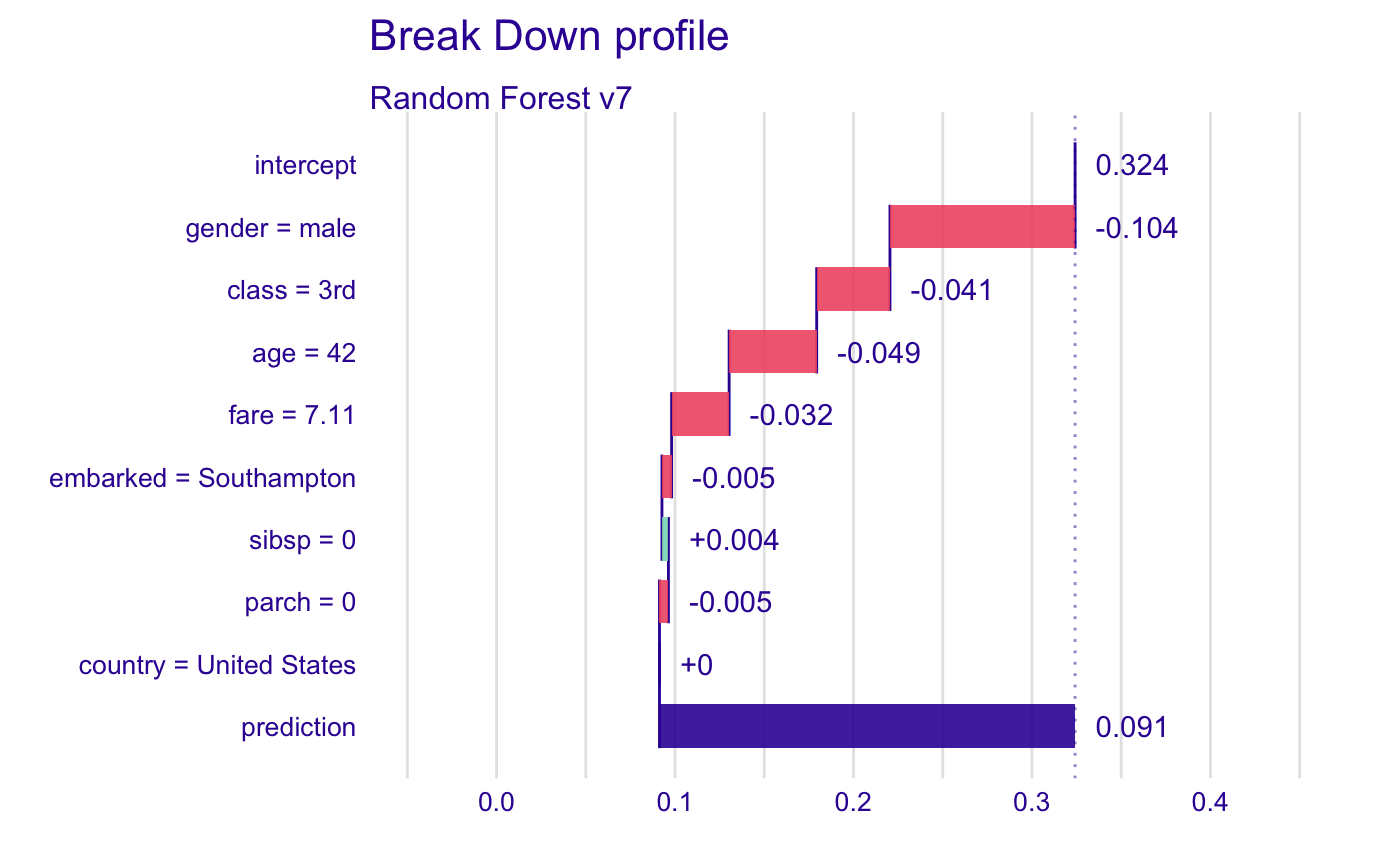 Break Down profile
Random Forest v7
intercept 0.324
gender = male -0.104
class = 3rd -0.041
age = 42 -0.049
fare = 7.11 -0.032
embarked = Southampton -0.005
sibsp = 0 +0.004
parch = 0 -0.005
country = United States +0
prediction 0.091
0.0 0.1 0.2 0.3 0.4